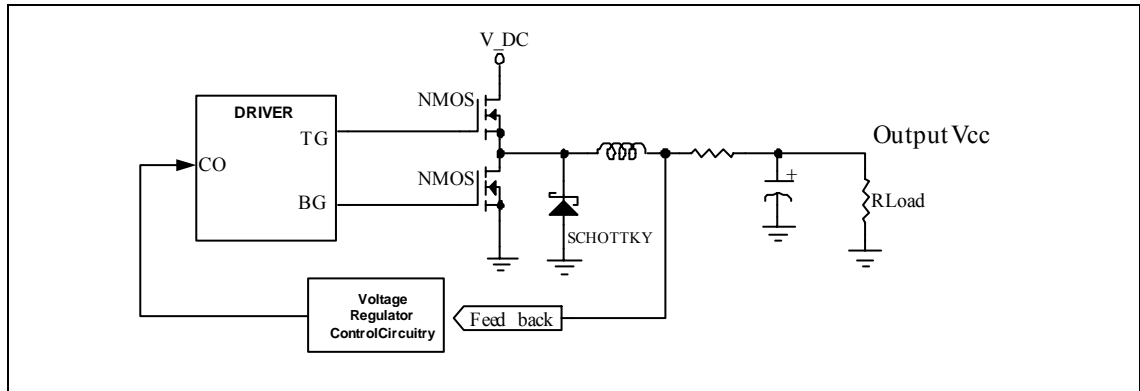 V_DC
NMOS
DRIVER
TG
Output Vcc
CO
NMOS
+
BG
RLoad
SCHOTTKY
Voltage
Regulator
ControlCircuitry
Feed back